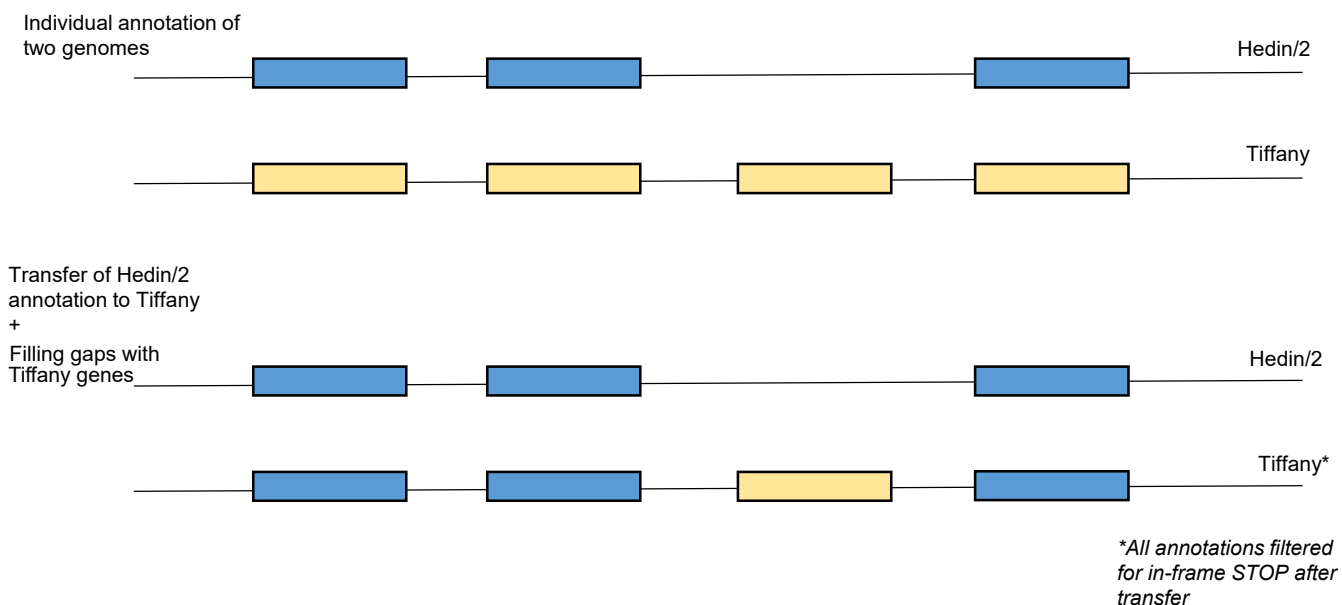 Individual annotation of
two genomes
Hedin/2
Tiffany
Transfer of Hedin/2
annotation to Tiffany
+
Filling gaps with
Tiffany genes
Hedin/2
Tiffany*
*All annotations filtered
for in-frame STOP after
transfer